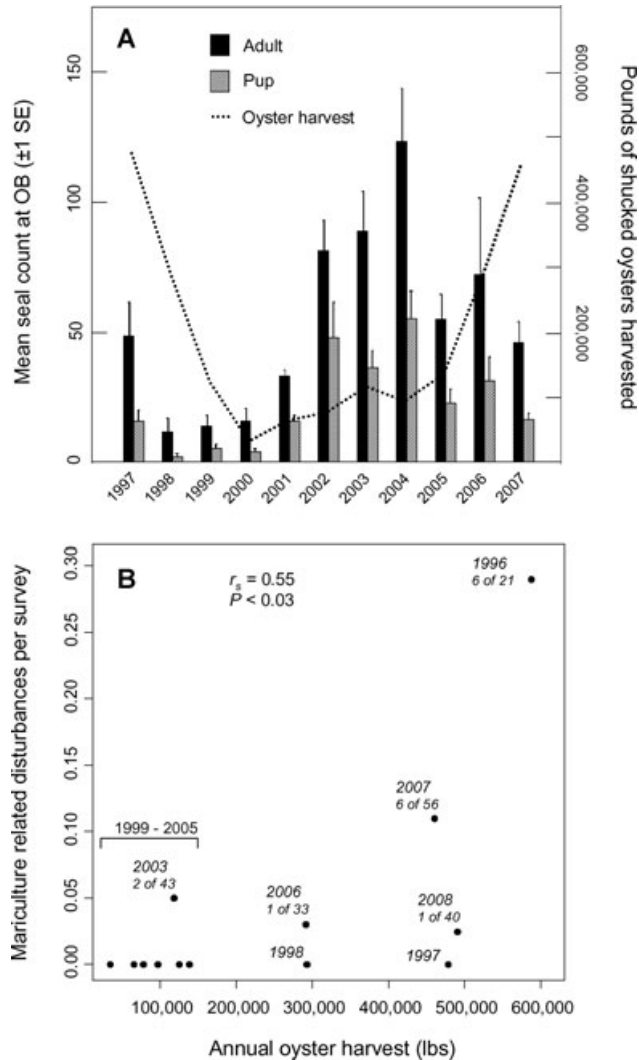 A
Adult
Pup
Oyster harvest
Mean seal count at OB (±1 SE)
150
100
50
0
Pounds of shucked oysters harvested
600,000
400,000
200,000
1997
1998
1999
2000
2001
2002
2003
2004
2005
2006
2007
B
rs = 0.55
P < 0.03
Mariculture related disturbances per survey
0.30
0.25
0.20
0.15
0.10
0.05
0.00
1996
6 of 21
2007
6 of 56
1999 - 2005
2003
2 of 43
2006
1 of 33
2008
1 of 40
1998
1997
100,000
200,000
300,000
400,000
500,000
600,000
Annual oyster harvest (lbs)